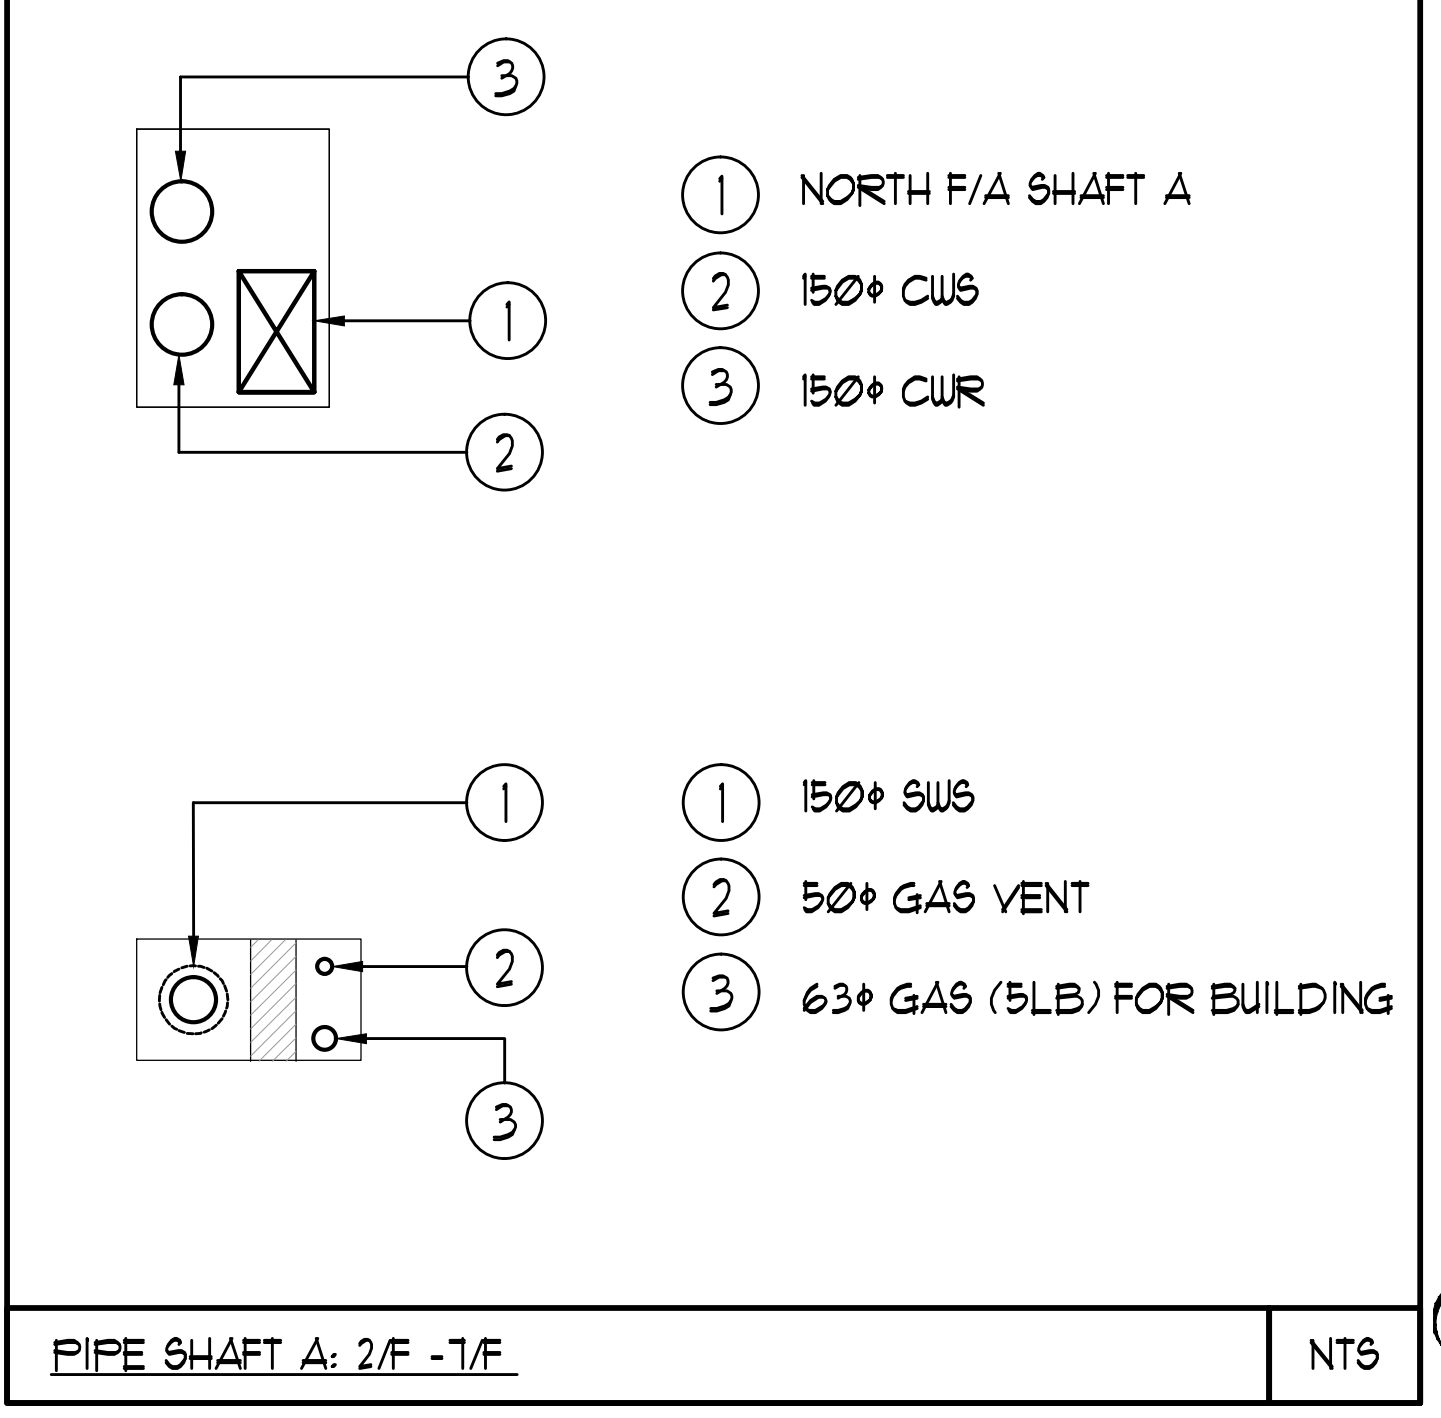 3
1 NORTH F/A SHAFT A
2 150φ CWS
1
3 150φ CWR
2
1 150φ SWS
2 50φ GAS VENT
2
3 63φ GAS (5LB) FOR BUILDING
1
3
PIPE SHAFT A: 2/F -7/F
NTS